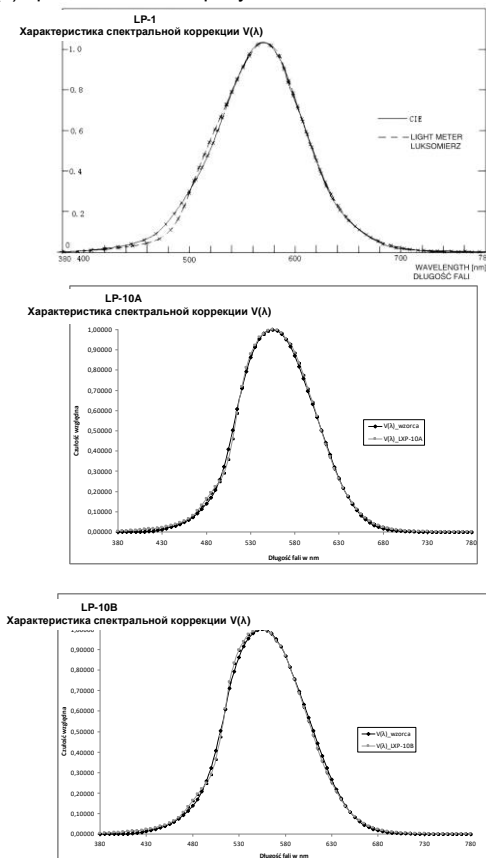 LP-1
Характеристика спектральной коррекции V(λ)
1.0
0.8
0.6
0.4
0.2
0
CIE
LIGHT METER
LUKSOMIERZ
380 400 500 600 700 78
WAVELENGTH [nm]
DŁUGOŚĆ FALI
LP-10A
Характеристика спектральной коррекции V(λ)
1,00000
0,90000
0,80000
0,70000
0,60000
0,50000
0,40000
0,30000
0,20000
0,10000
0,00000
Czułość względna
V(λ)_wzorca
V(λ)_LXP-10A
380 430 480 530 580 630 680 730 780
Długość fali w nm
LP-10B
Характеристика спектральной коррекции V(λ)
1,00000
0,90000
0,80000
0,70000
0,60000
0,50000
0,40000
0,30000
0,20000
0,10000
0,00000
Czułość względna
V(λ)_wzorca
V(λ)_LXP-10B
380 430 480 530 580 630 680 730 780
Długość fali w nm